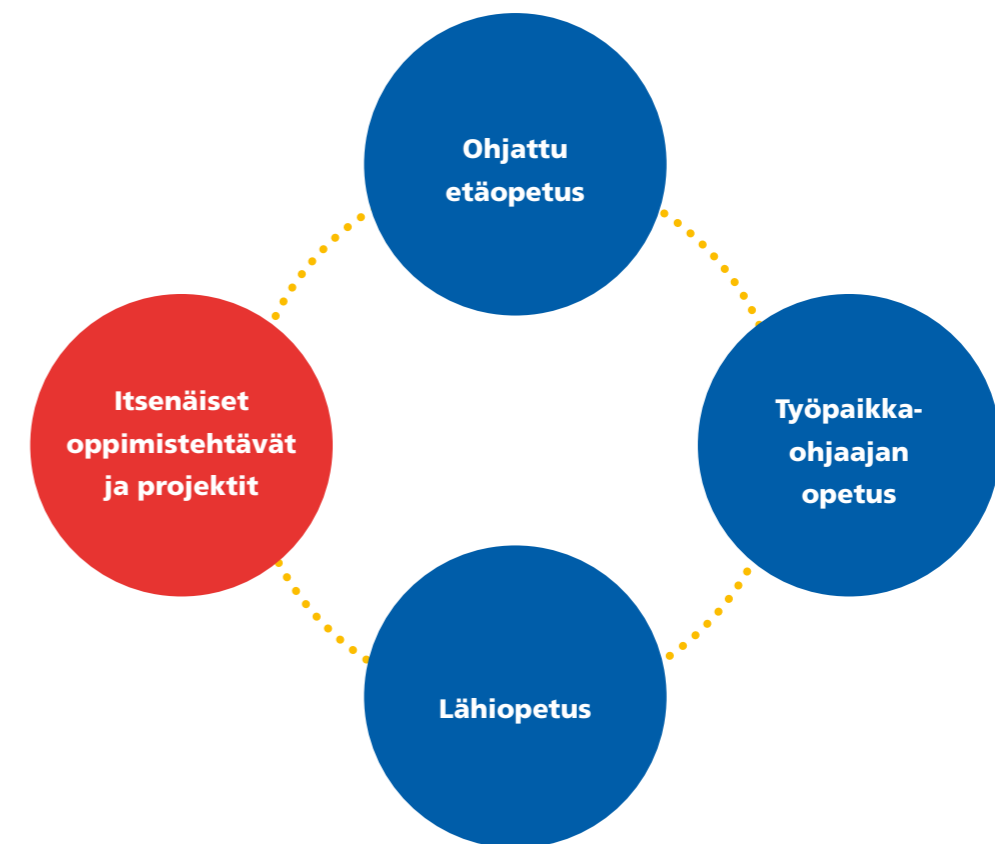 Ohjattu
etäopetus
Itsenäiset
oppimistehtävät
ja projektit
Työpaikka-
ohjaajan
opetus
Lähiopetus